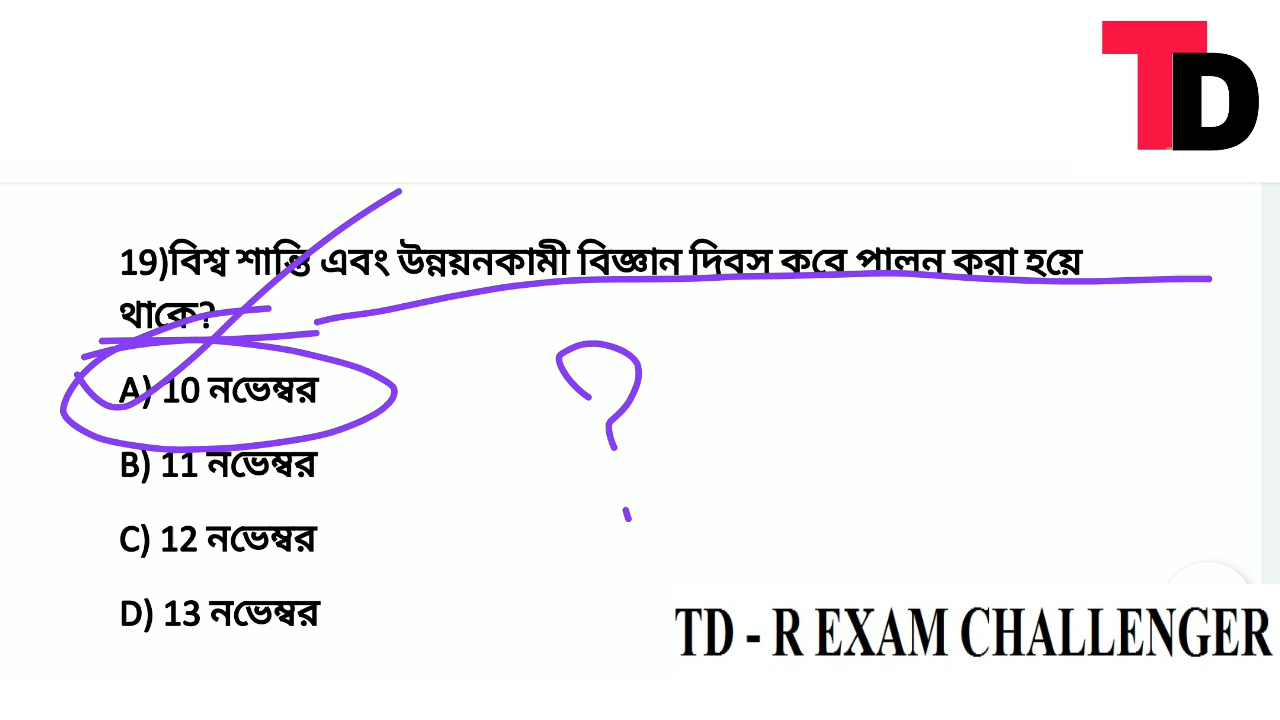 TD
19)বিশ্ব শান্তি এবং উন্নয়নকামী বিজ্ঞান দিবস কবে পালন করা হয়ে
থাকে?
A) 10 নভেম্বর
B) 11 নভেম্বর
C) 12 নভেম্বর
D) 13 নভেম্বর
?
TD - R EXAM CHALLENGER